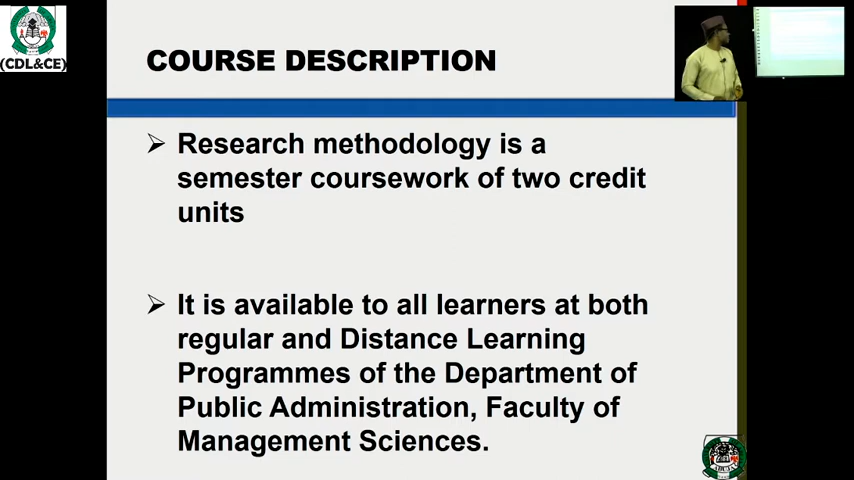 (CDL&CE)
COURSE DESCRIPTION
Research methodology is a
semester coursework of two credit
units
It is available to all learners at both
regular and Distance Learning
Programmes of the Department of
Public Administration, Faculty of
Management Sciences.